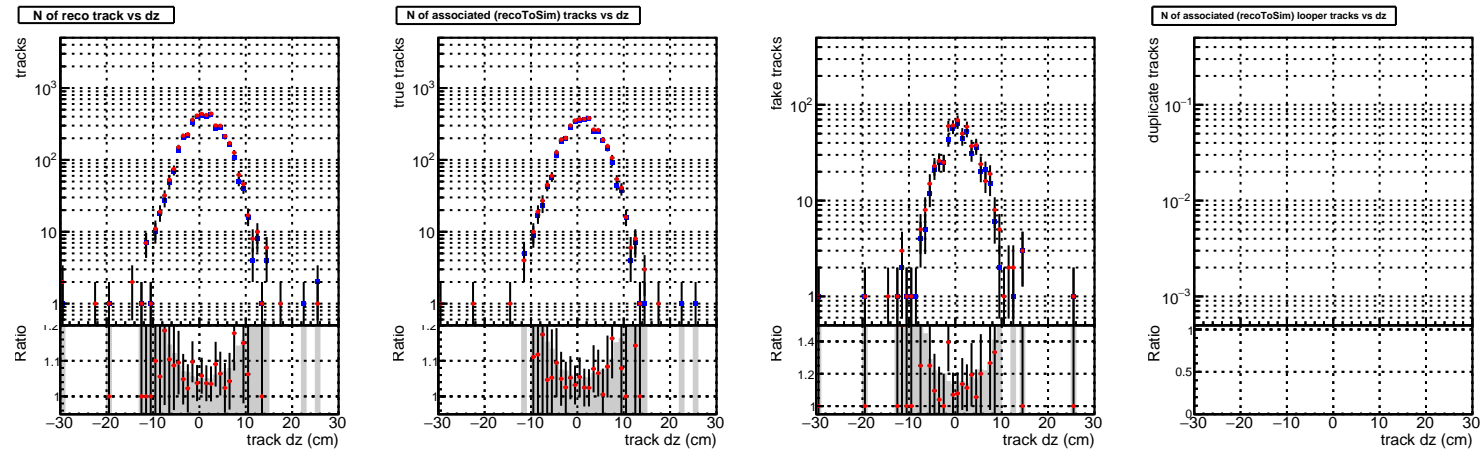 N of reco track vs dz
tracks
10³
10²
10
1
Ratio
1.2
1.1
1
−30 −20 −10 0 10 20 30
track dz (cm)
N of associated (recoToSim) tracks vs dz
true tracks
10³
10²
10
1
Ratio
1.2
1.1
1
−30 −20 −10 0 10 20 30
track dz (cm)
fake tracks
10²
10
1
Ratio
1.4
1.2
1
−30 −20 −10 0 10 20 30
track dz (cm)
N of associated (recoToSim) looper tracks vs dz
duplicate tracks
10⁻¹
10⁻²
10⁻³
Ratio
1
0.5
0
−30 −20 −10 0 10 20 30
track dz (cm)